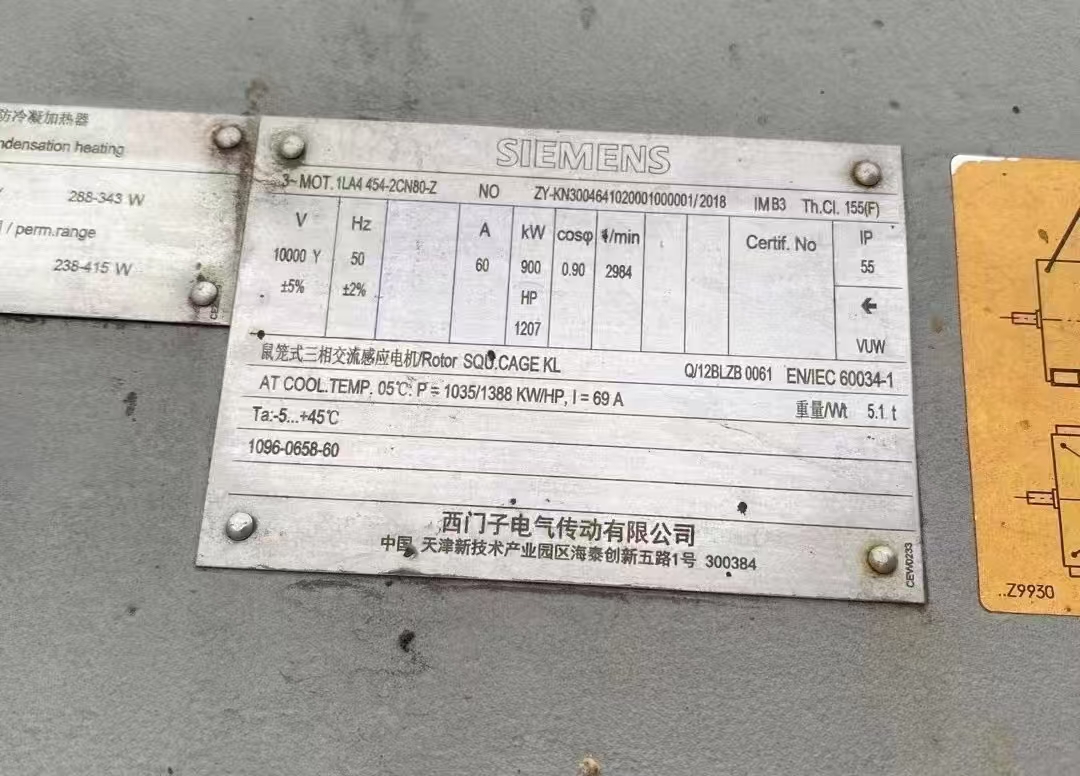 防冷凝加热器
ndensation heating
288-343 W
/ perm.range
238-415 W
SIEMENS
3~ MOT. 1LA4 454-2CN80-Z NO ZY-KN3004641020001000001/2018 IM B3 Th.Cl. 155(F)
V Hz A kW cosφ 1/min Certif. No IP
10000 Y 50 60 900 0.90 2984 55
±5% ±2% HP ←
1207 VUW
鼠笼式三相交流感应电机/Rotor SQU.CAGE KL Q/12BLZB 0061 EN/IEC 60034-1
AT COOL.TEMP. 05℃: P = 1035/1388 KW/HP, I = 69 A 重量/Wt 5.1 t
Ta:-5...+45℃
1096-0658-60
西门子电气传动有限公司
中国 天津新技术产业园区海泰创新五路1号 300384
CEW0233
..Z9930